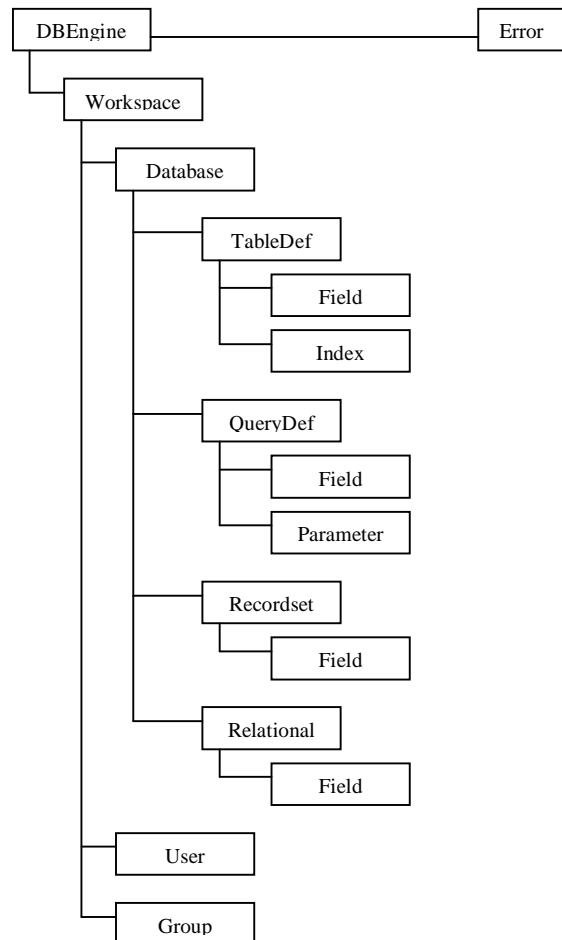 DBEngine
Error
Workspace
Database
TableDef
Field
Index
QueryDef
Field
Parameter
Recordset
Field
Relational
Field
User
Group